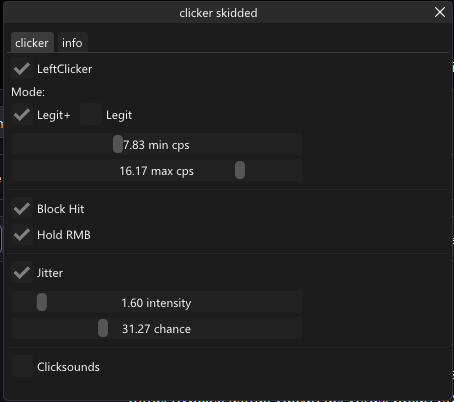 clicker skidded
clicker info
LeftClicker
Mode:
Legit+ Legit
7.83 min cps
16.17 max cps
Block Hit
Hold RMB
Jitter
1.60 intensity
31.27 chance
Clicksounds